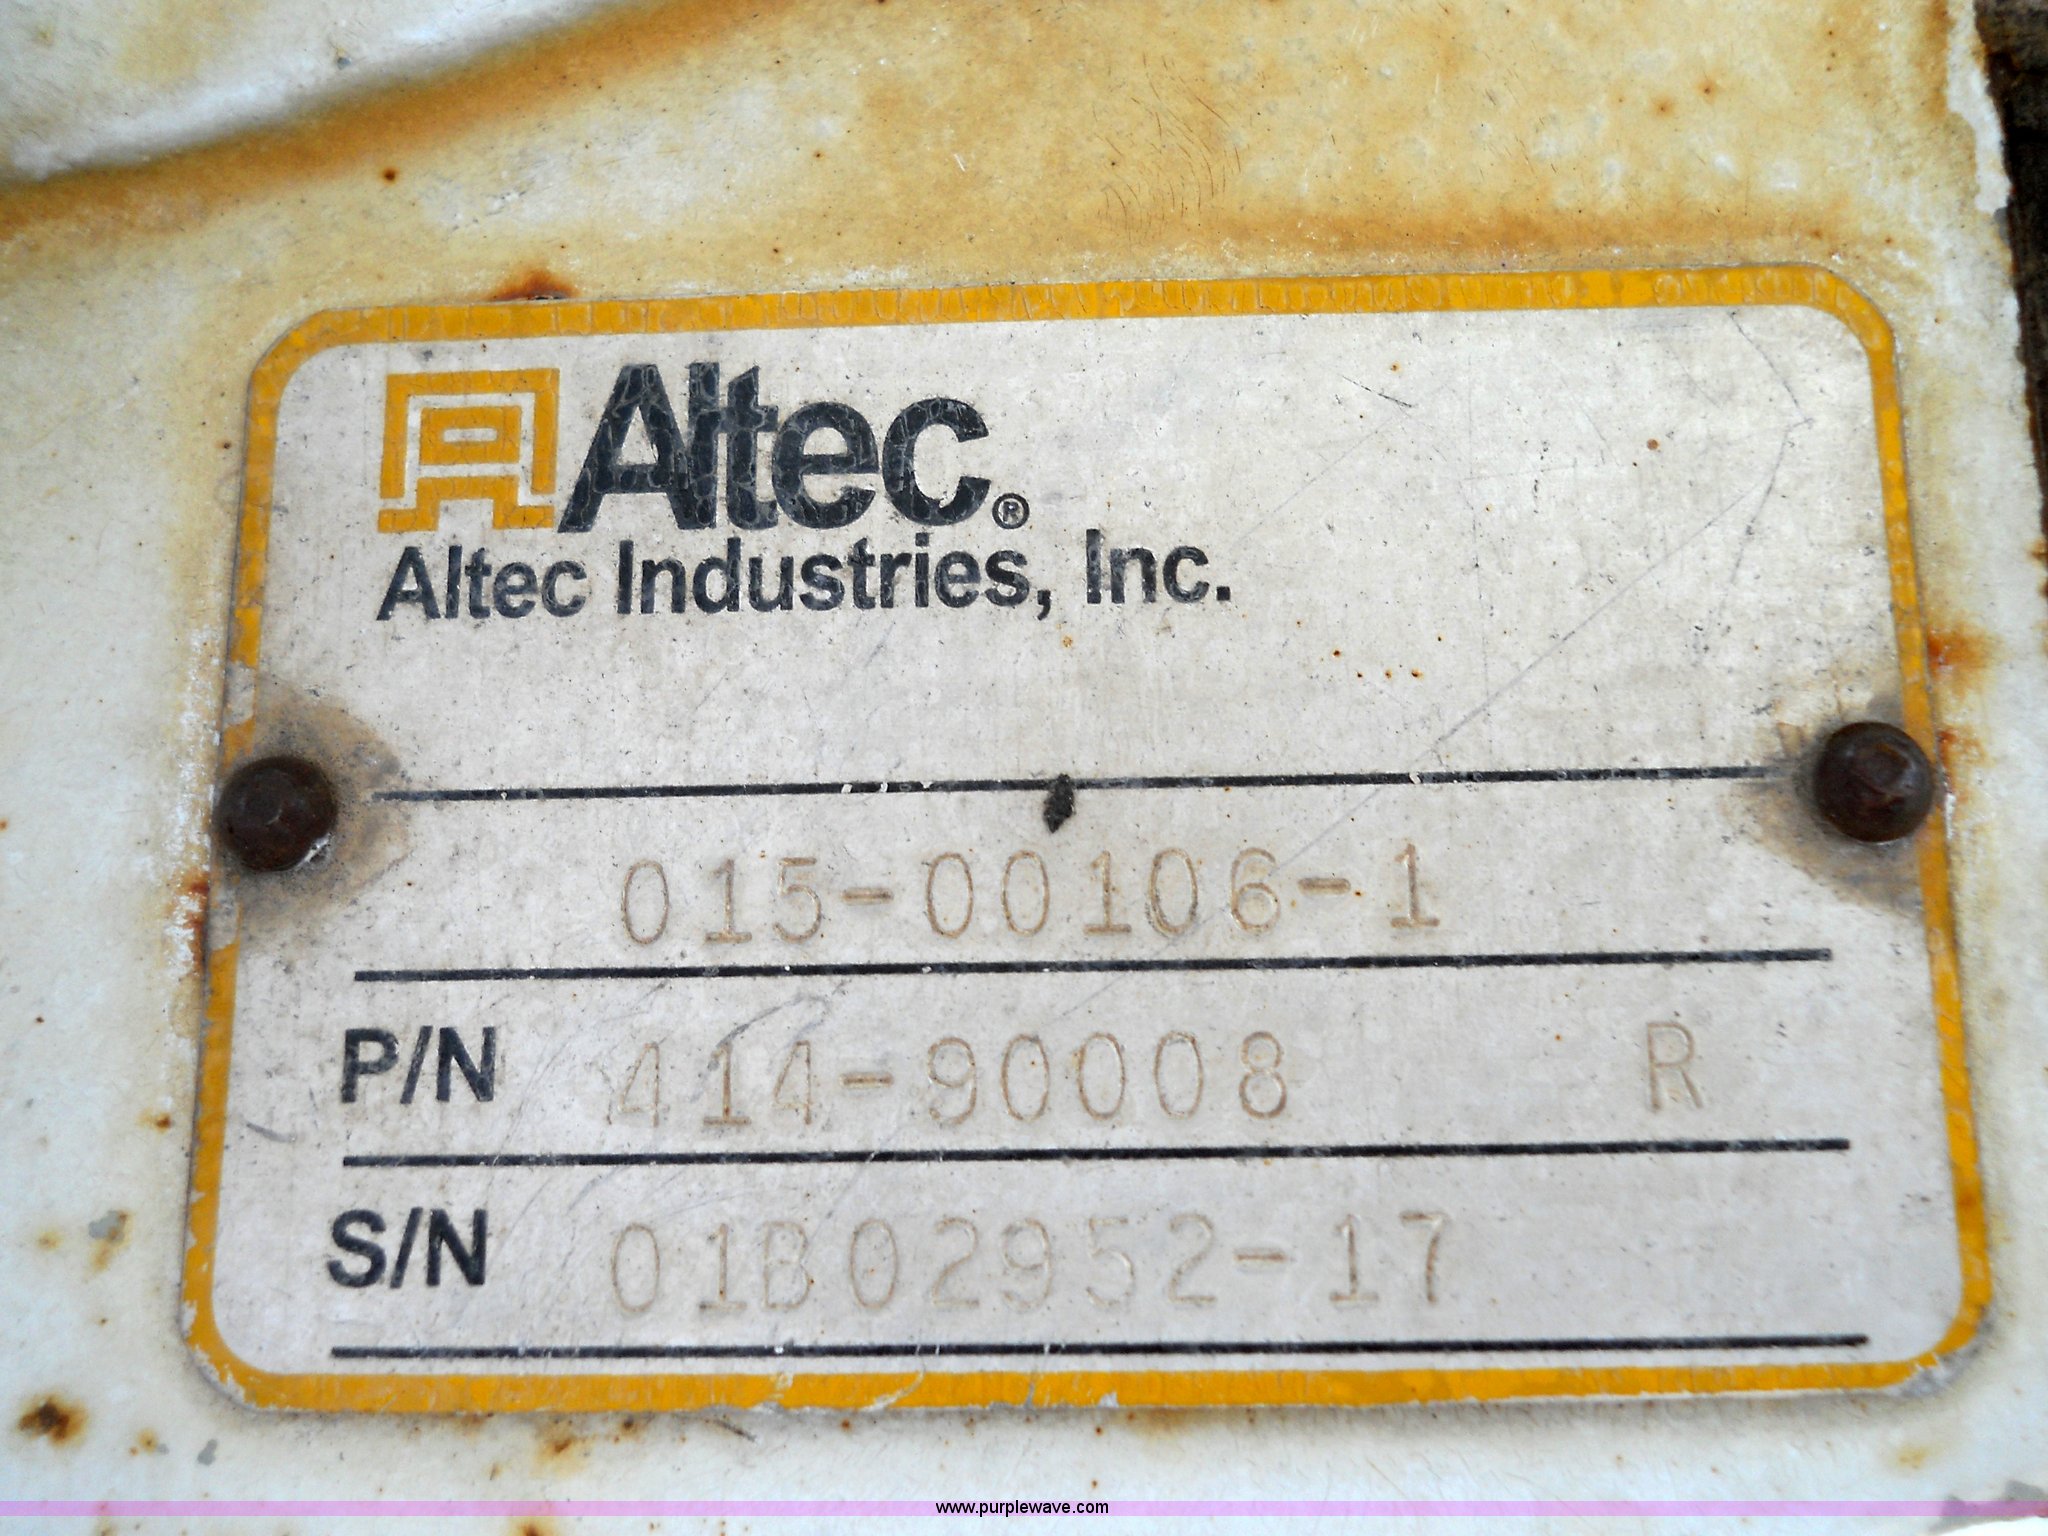 Altec®
Altec Industries, Inc.
015-00106-1
P/N 414-90008 R
S/N 01B02952-17
www.purplewave.com